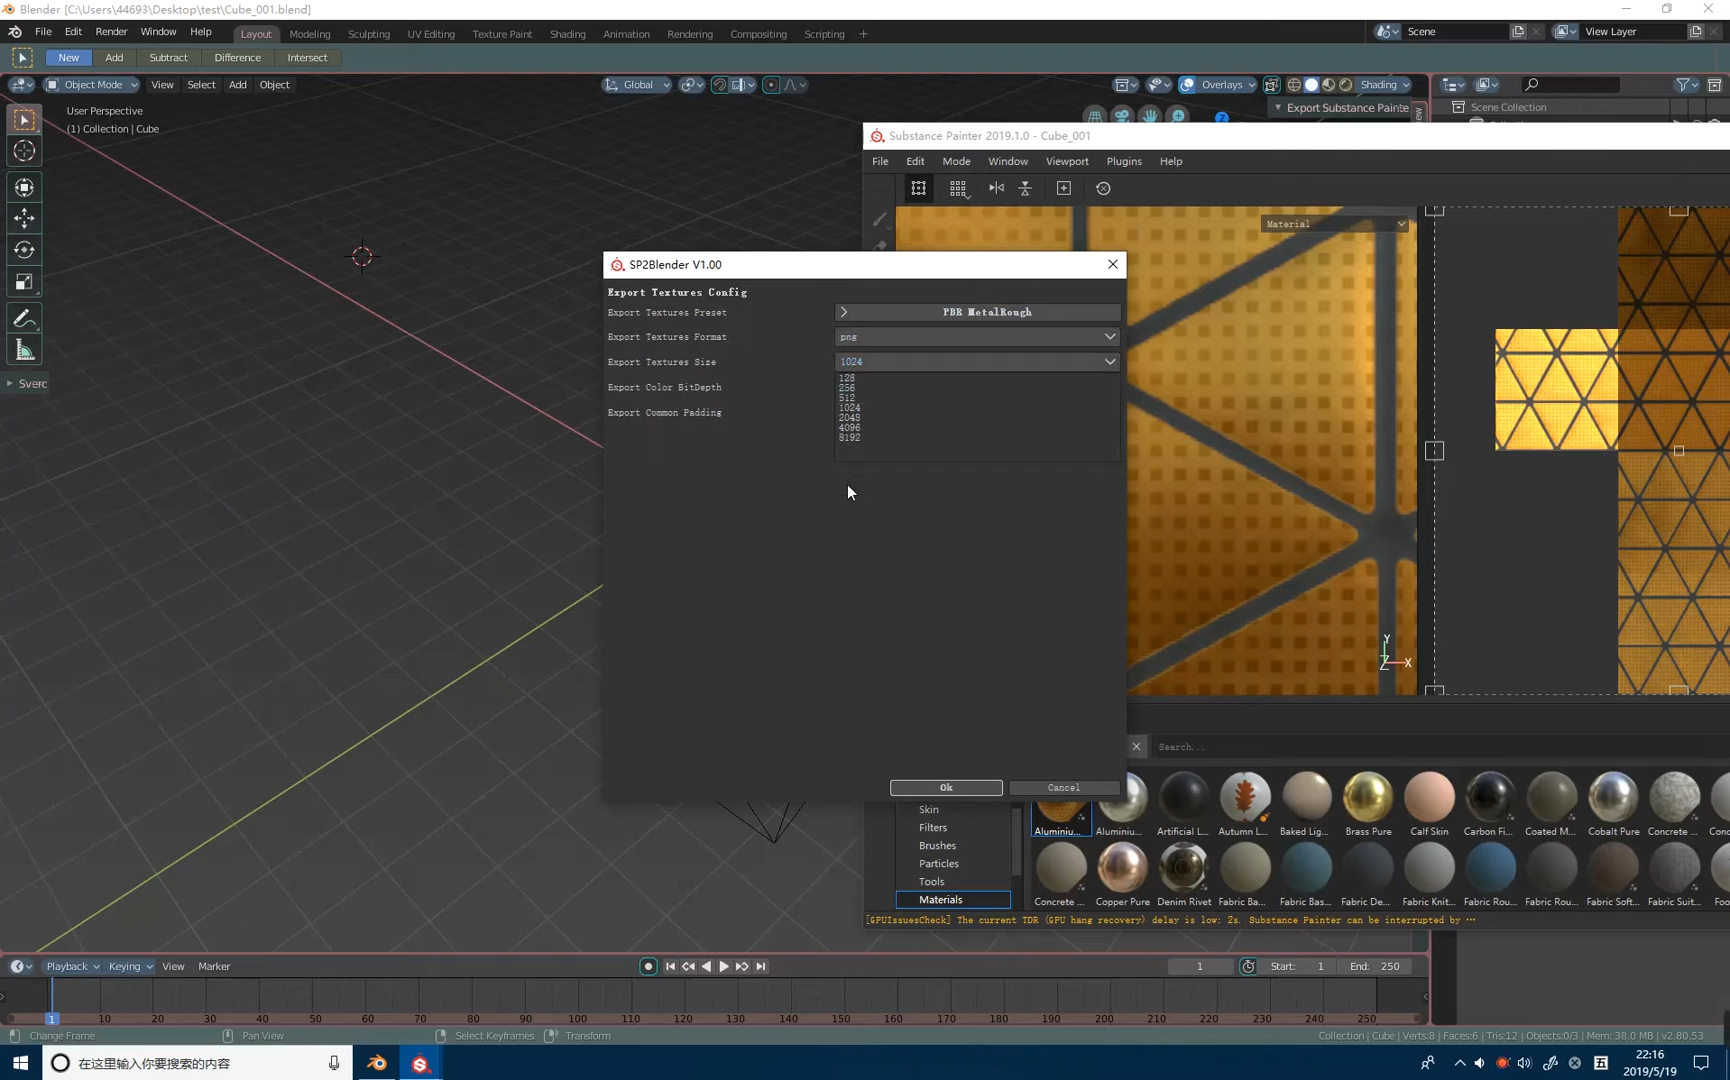 Blender [C:\Users\44693\Desktop\test\Cube_001.blend]
File Edit Render Window Help Layout Modeling Sculpting UV Editing Texture Paint Shading Animation Rendering Compositing Scripting + Scene View Layer
New Add Subtract Difference Intersect
Object Mode View Select Add Object Global Overlays Shading
User Perspective
(1) Collection | Cube
Export Substance Painte
Scene Collection
Substance Painter 2019.1.0 - Cube_001
File Edit Mode Window Viewport Plugins Help
Material
SP2Blender V1.00
Export Textures Config
Export Textures Preset PBR MetalRough
Export Textures Format png
Export Textures Size 1024
128
256
512
1024
2048
4096
8192
Export Color BitDepth
Export Common Padding
Sverc
Y
Z X
Search...
Ok Cancel
Skin
Filters
Brushes
Particles
Tools
Materials
Aluminiu... Aluminiu... Artificial L... Autumn L... Baked Lig... Brass Pure Calf Skin Carbon Fi... Coated M... Cobalt Pure Concrete ... Conc
Concrete ... Copper Pure Denim Rivet Fabric Ba... Fabric Bas... Fabric De... Fabric Knit... Fabric Rou... Fabric Rou... Fabric Soft... Fabric Suit... Foo
[GPUIssuesCheck] The current TDR (GPU hang recovery) delay is low: 2s. Substance Painter can be interrupted by ...
Playback Keying View Marker 1 Start: 1 End: 250
1 10 20 30 40 50 60 70 80 90 100 110 120 130 140 150 160 170 180 190 200 210 220 230 240 250
Change Frame Pan View Select Keyframes Transform Collection | Cube | Verts:8 | Faces:6 | Tris:12 | Objects:0/3 | Mem: 38.0 MB | v2.80.53
在这里输入你要搜索的内容
五
22:16
2019/5/19